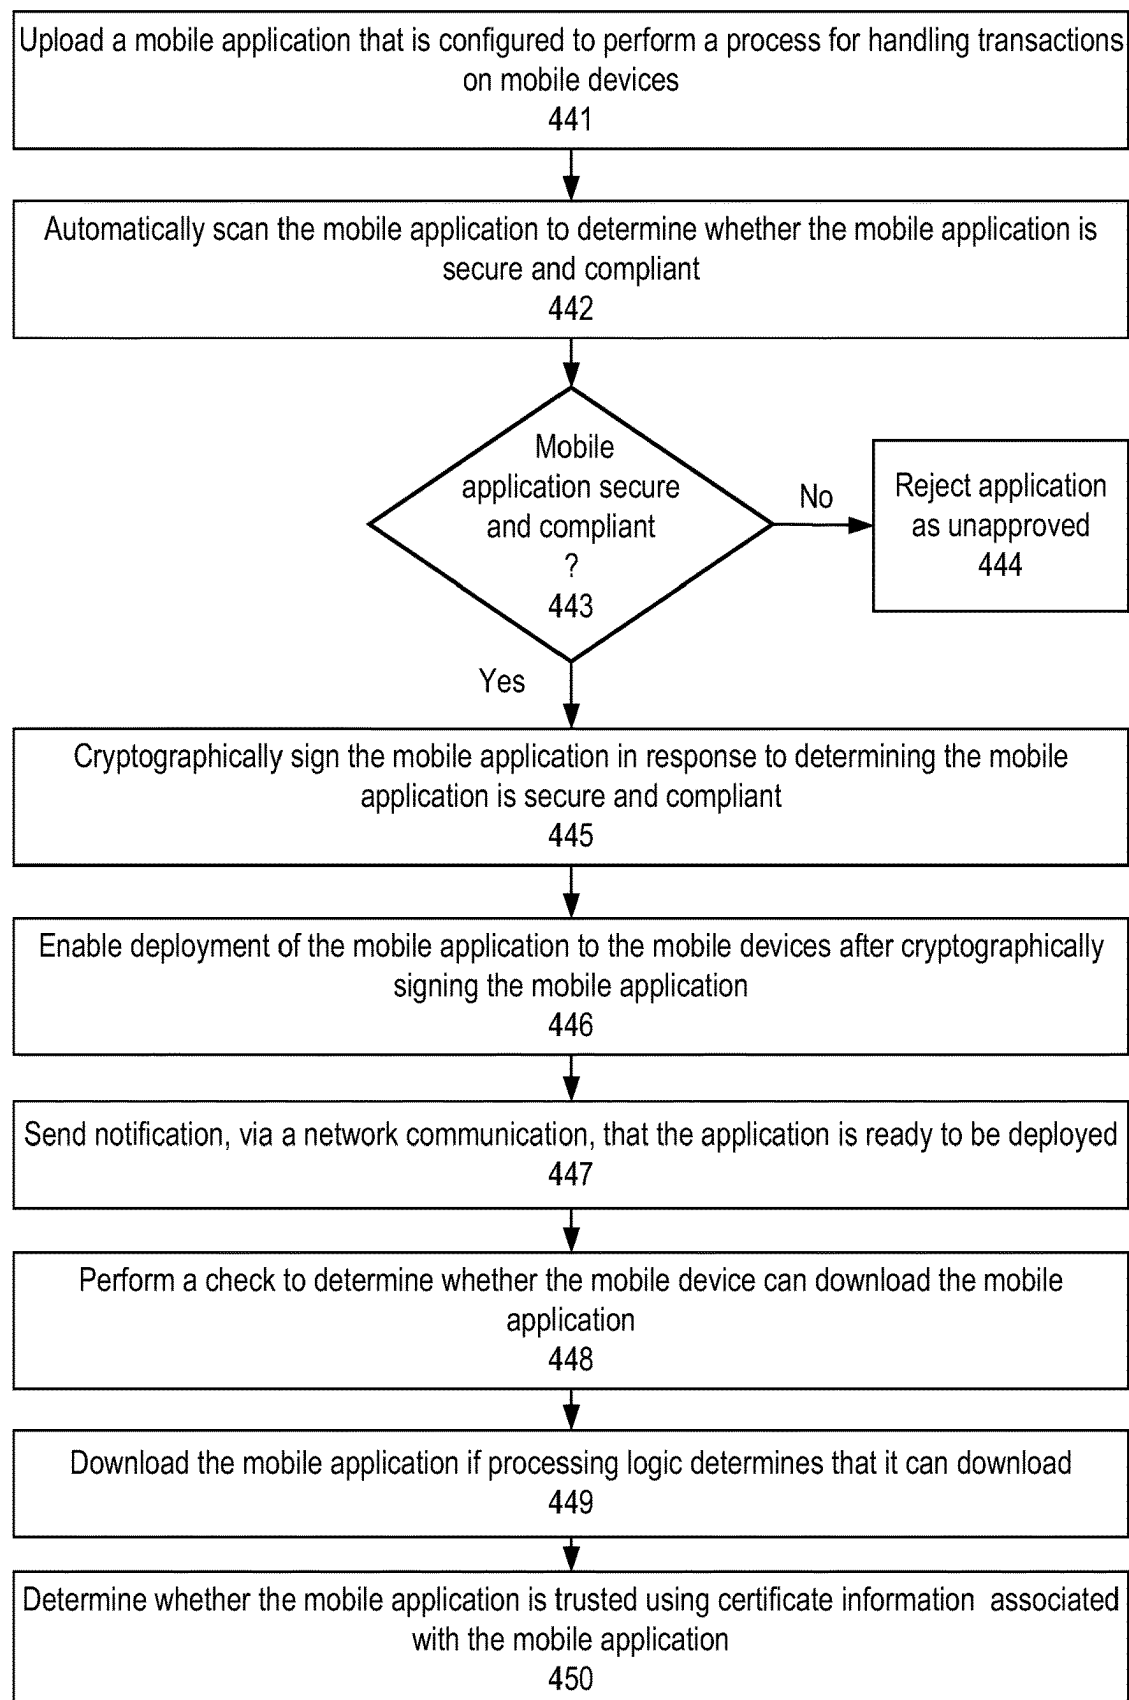 Upload a mobile application that is configured to perform a process for handling transactions
on mobile devices
441
Automatically scan the mobile application to determine whether the mobile application is
secure and compliant
442
Mobile
application secure
and compliant
?
443
No
Reject application
as unapproved
444
Yes
Cryptographically sign the mobile application in response to determining the mobile
application is secure and compliant
445
Enable deployment of the mobile application to the mobile devices after cryptographically
signing the mobile application
446
Send notification, via a network communication, that the application is ready to be deployed
447
Perform a check to determine whether the mobile device can download the mobile
application
448
Download the mobile application if processing logic determines that it can download
449
Determine whether the mobile application is trusted using certificate information associated
with the mobile application
450